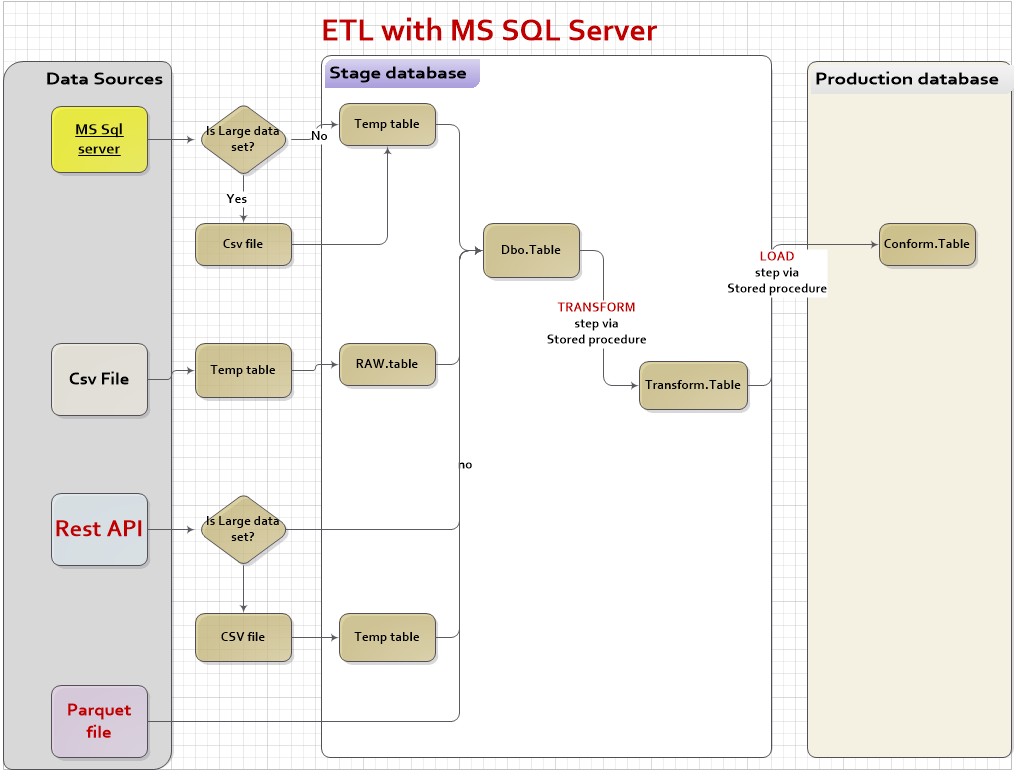 ETL with MS SQL Server
Data Sources
Stage database
Production database
MS Sql
server
Is Large data
set?
No
Temp table
Yes
Csv file
Dbo.Table
Conform.Table
LOAD
step via
Stored procedure
TRANSFORM
step via
Stored procedure
Csv File
Temp table
RAW.table
Transform.Table
no
Rest API
Is Large data
set?
CSV file
Temp table
Parquet
file